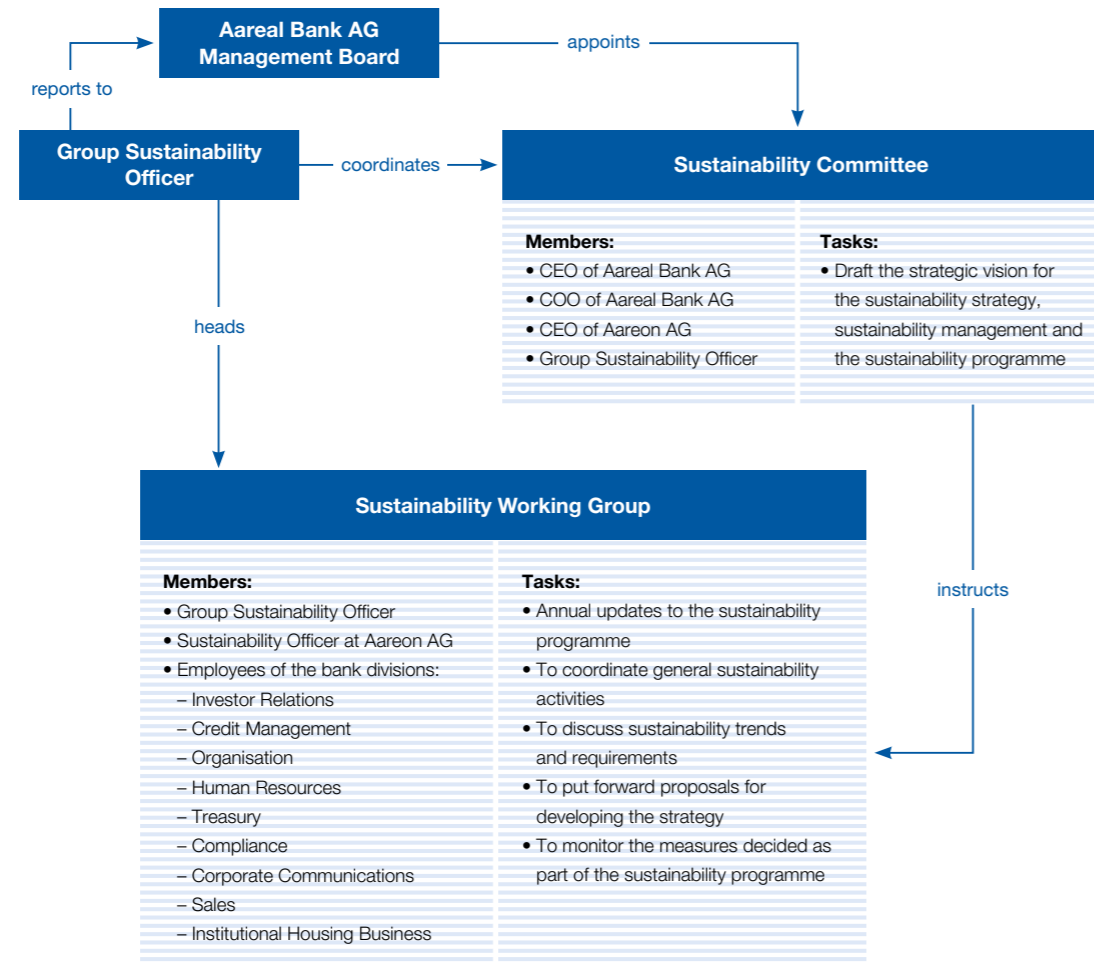 Aareal Bank AG
Management Board
appoints
reports to
Group Sustainability
Officer
coordinates
Sustainability Committee
Members:
• CEO of Aareal Bank AG
• COO of Aareal Bank AG
• CEO of Aareon AG
• Group Sustainability Officer
Tasks:
• Draft the strategic vision for
the sustainability strategy,
sustainability management and
the sustainability programme
heads
Sustainability Working Group
Members:
• Group Sustainability Officer
• Sustainability Officer at Aareon AG
• Employees of the bank divisions:
– Investor Relations
– Credit Management
– Organisation
– Human Resources
– Treasury
– Compliance
– Corporate Communications
– Sales
– Institutional Housing Business
Tasks:
• Annual updates to the sustainability
programme
• To coordinate general sustainability
activities
• To discuss sustainability trends
and requirements
• To put forward proposals for
developing the strategy
• To monitor the measures decided as
part of the sustainability programme
instructs